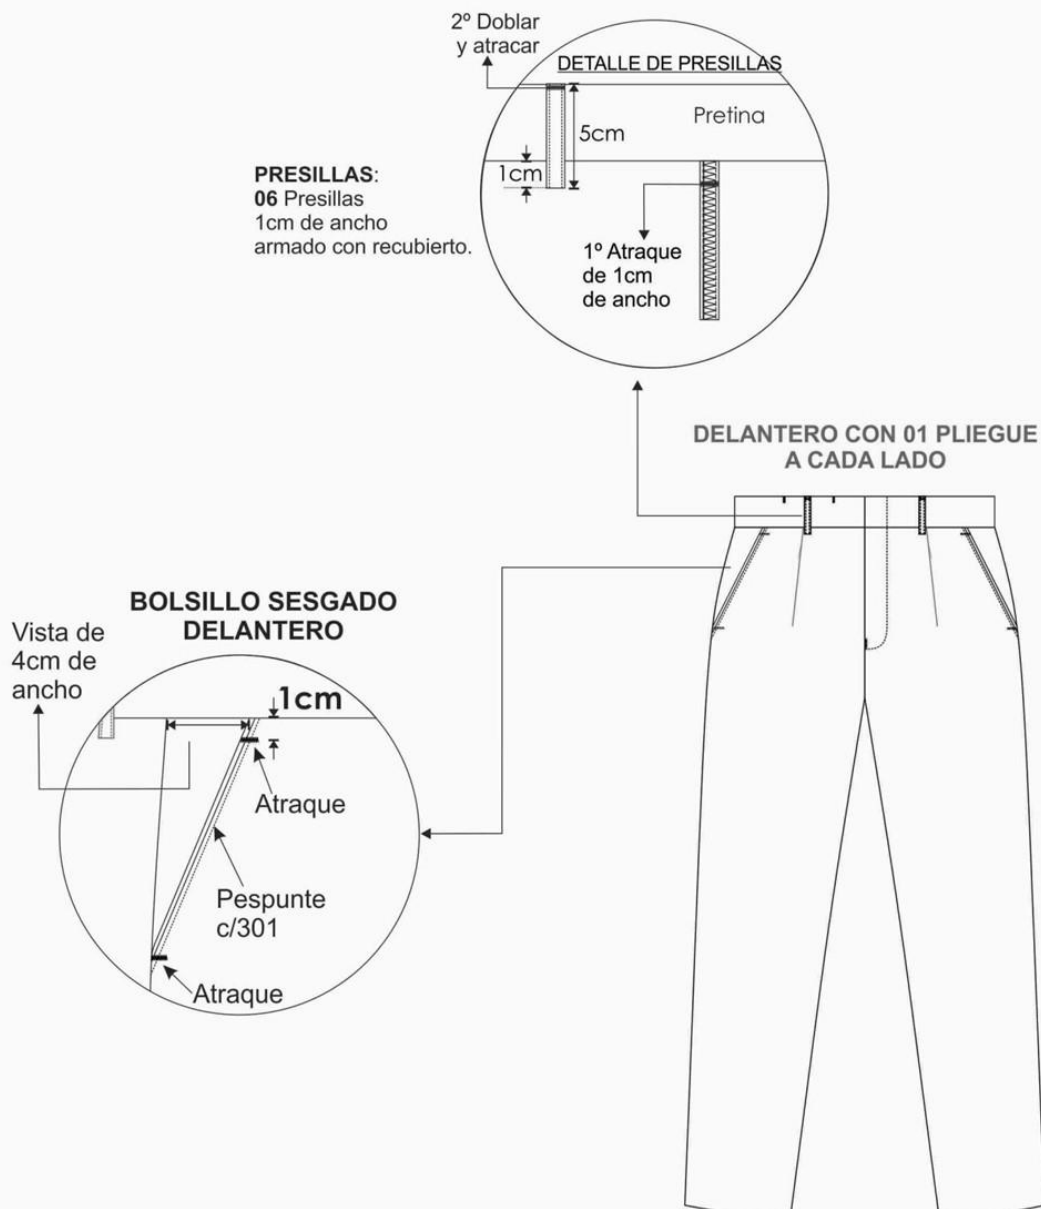 2º Doblar
y atracar
DETALLE DE PRESILLAS
Pretina
5cm
1cm
PRESILLAS:
06 Presillas
1cm de ancho
armado con recubierto.
1º Atraque
de 1cm
de ancho
DELANTERO CON 01 PLIEGUE
A CADA LADO
BOLSILLO SESGADO
DELANTERO
Vista de
4cm de
ancho
1cm
Atraque
Pespunte
c/301
Atraque